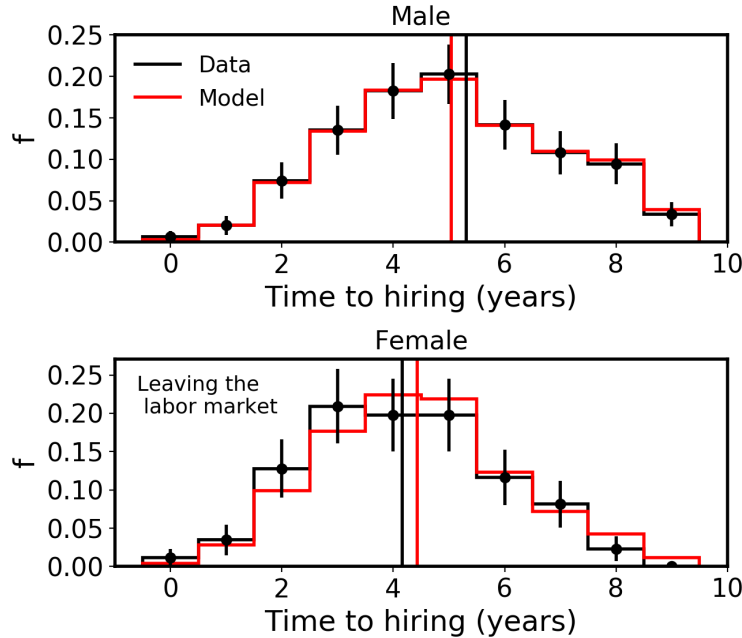 Male
0.25
0.20
0.15
0.10
0.05
0.00
f
Data
Model
0 2 4 6 8 10
Time to hiring (years)
Female
0.25
0.20
0.15
0.10
0.05
0.00
f
Leaving the
labor market
0 2 4 6 8 10
Time to hiring (years)